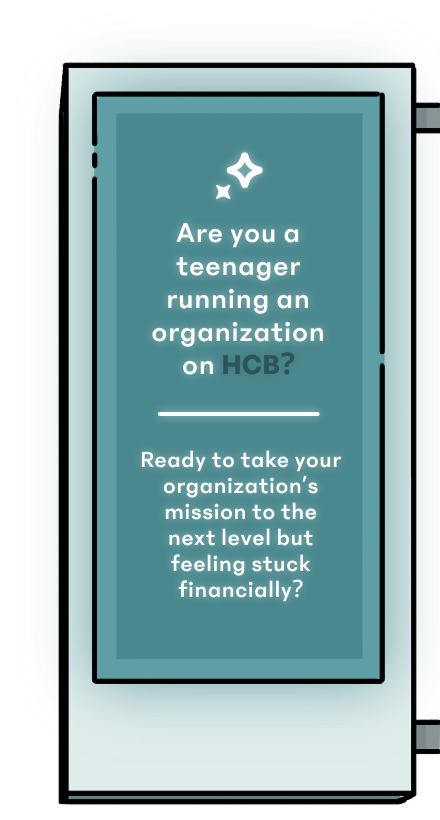 Are you a
teenager
running an
organization
on HCB?
Ready to take your
organization's
mission to the
next level but
feeling stuck
financially?